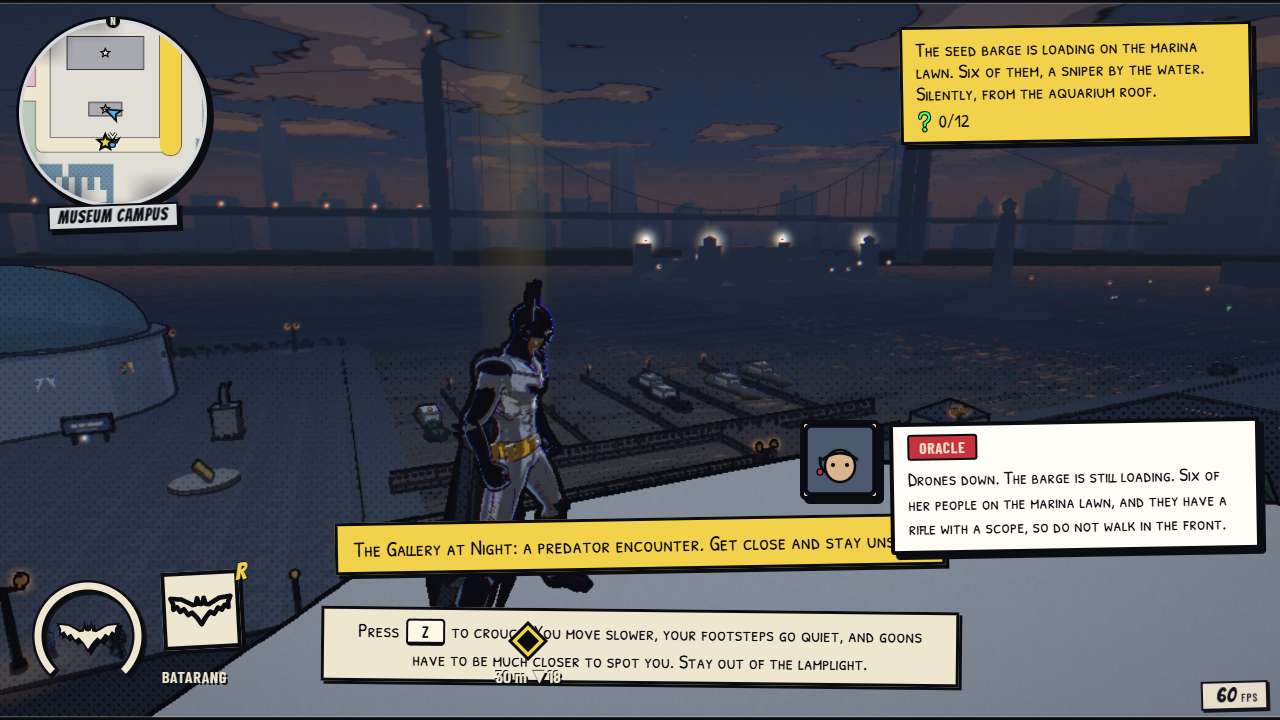 N
MUSEUM CAMPUS
The seed barge is loading on the marina
lawn. Six of them, a sniper by the water.
Silently, from the aquarium roof.
? 0/12
ORACLE
Drones down. The barge is still loading. Six of
her people on the marina lawn, and they have a
rifle with a scope, so do not walk in the front.
The Gallery at Night: a predator encounter. Get close and stay uns
Press Z to crouch. You move slower, your footsteps go quiet, and goons
have to be much closer to spot you. Stay out of the lamplight.
30 m ▽18
R
BATARANG
60 FPS